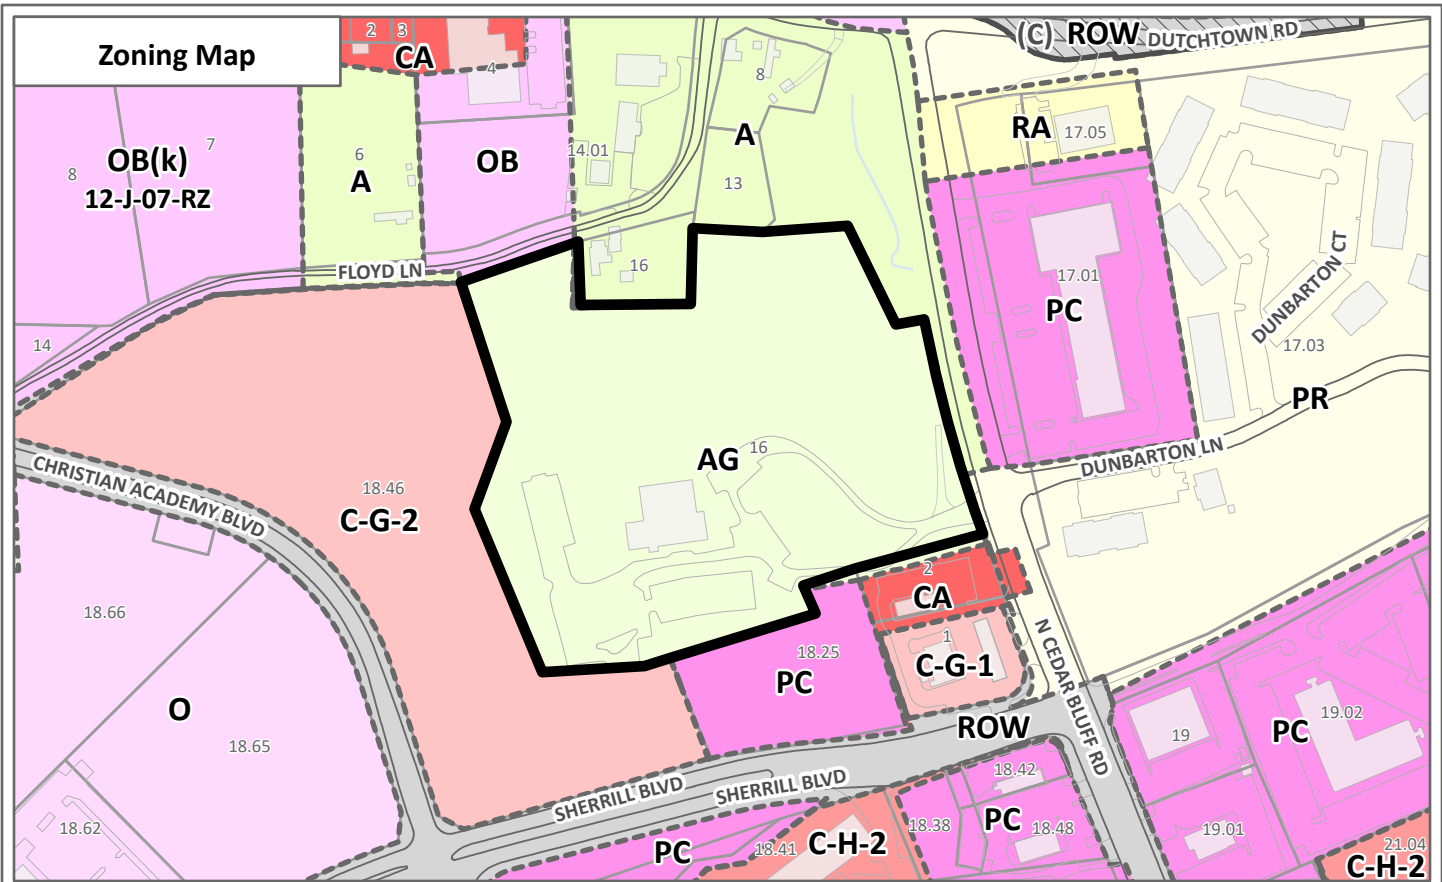 Zoning Map
2
3
CA
4
(C) ROW
DUTCHTOWN RD
8
7
OB(k)
12-J-07-RZ
8
6
A
OB
14.01
A
13
RA
17.05
FLOYD LN
16
17.01
PC
DUNBARTON CT
17.03
14
PR
CHRISTIAN ACADEMY BLVD
18.46
C-G-2
AG
16
DUNBARTON LN
18.66
2
CA
1
C-G-1
N CEDAR BLUFF RD
18.25
PC
O
18.65
ROW
19
PC
19.02
SHERRILL BLVD
SHERRILL BLVD
18.42
18.62
PC
18.41
C-H-2
18.38
PC
18.48
19.01
21.04
C-H-2